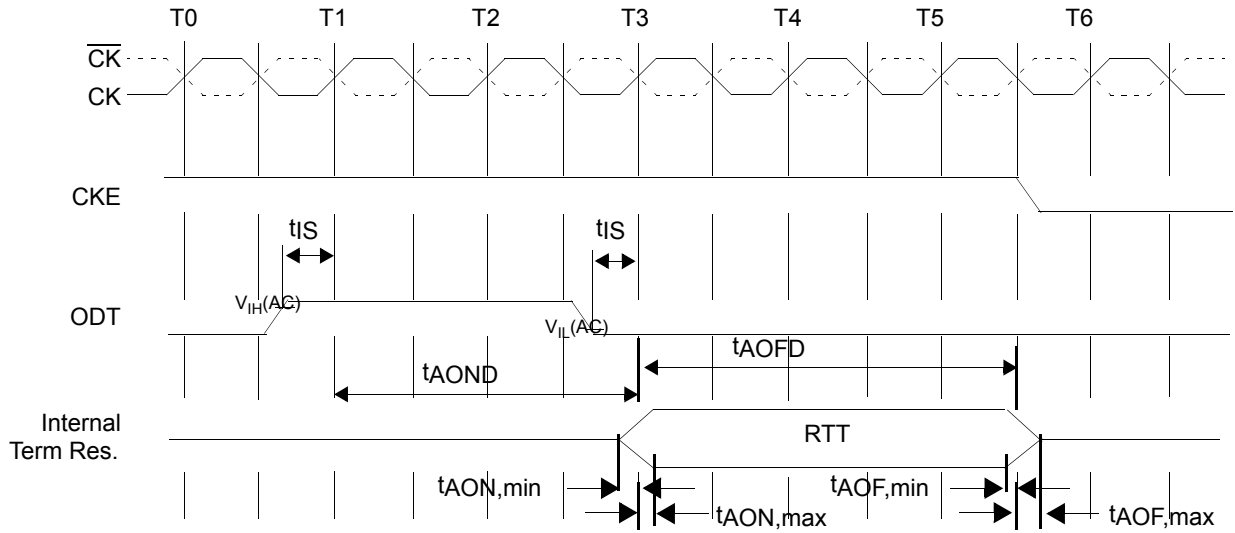 T0 T1 T2 T3 T4 T5 T6
CK
CK
CKE
tIS tIS
VIH(AC)
ODT
VIL(AC)
tAOFD
tAOND
Internal
Term Res.
RTT
tAON,min tAOF,min
tAON,max tAOF,max